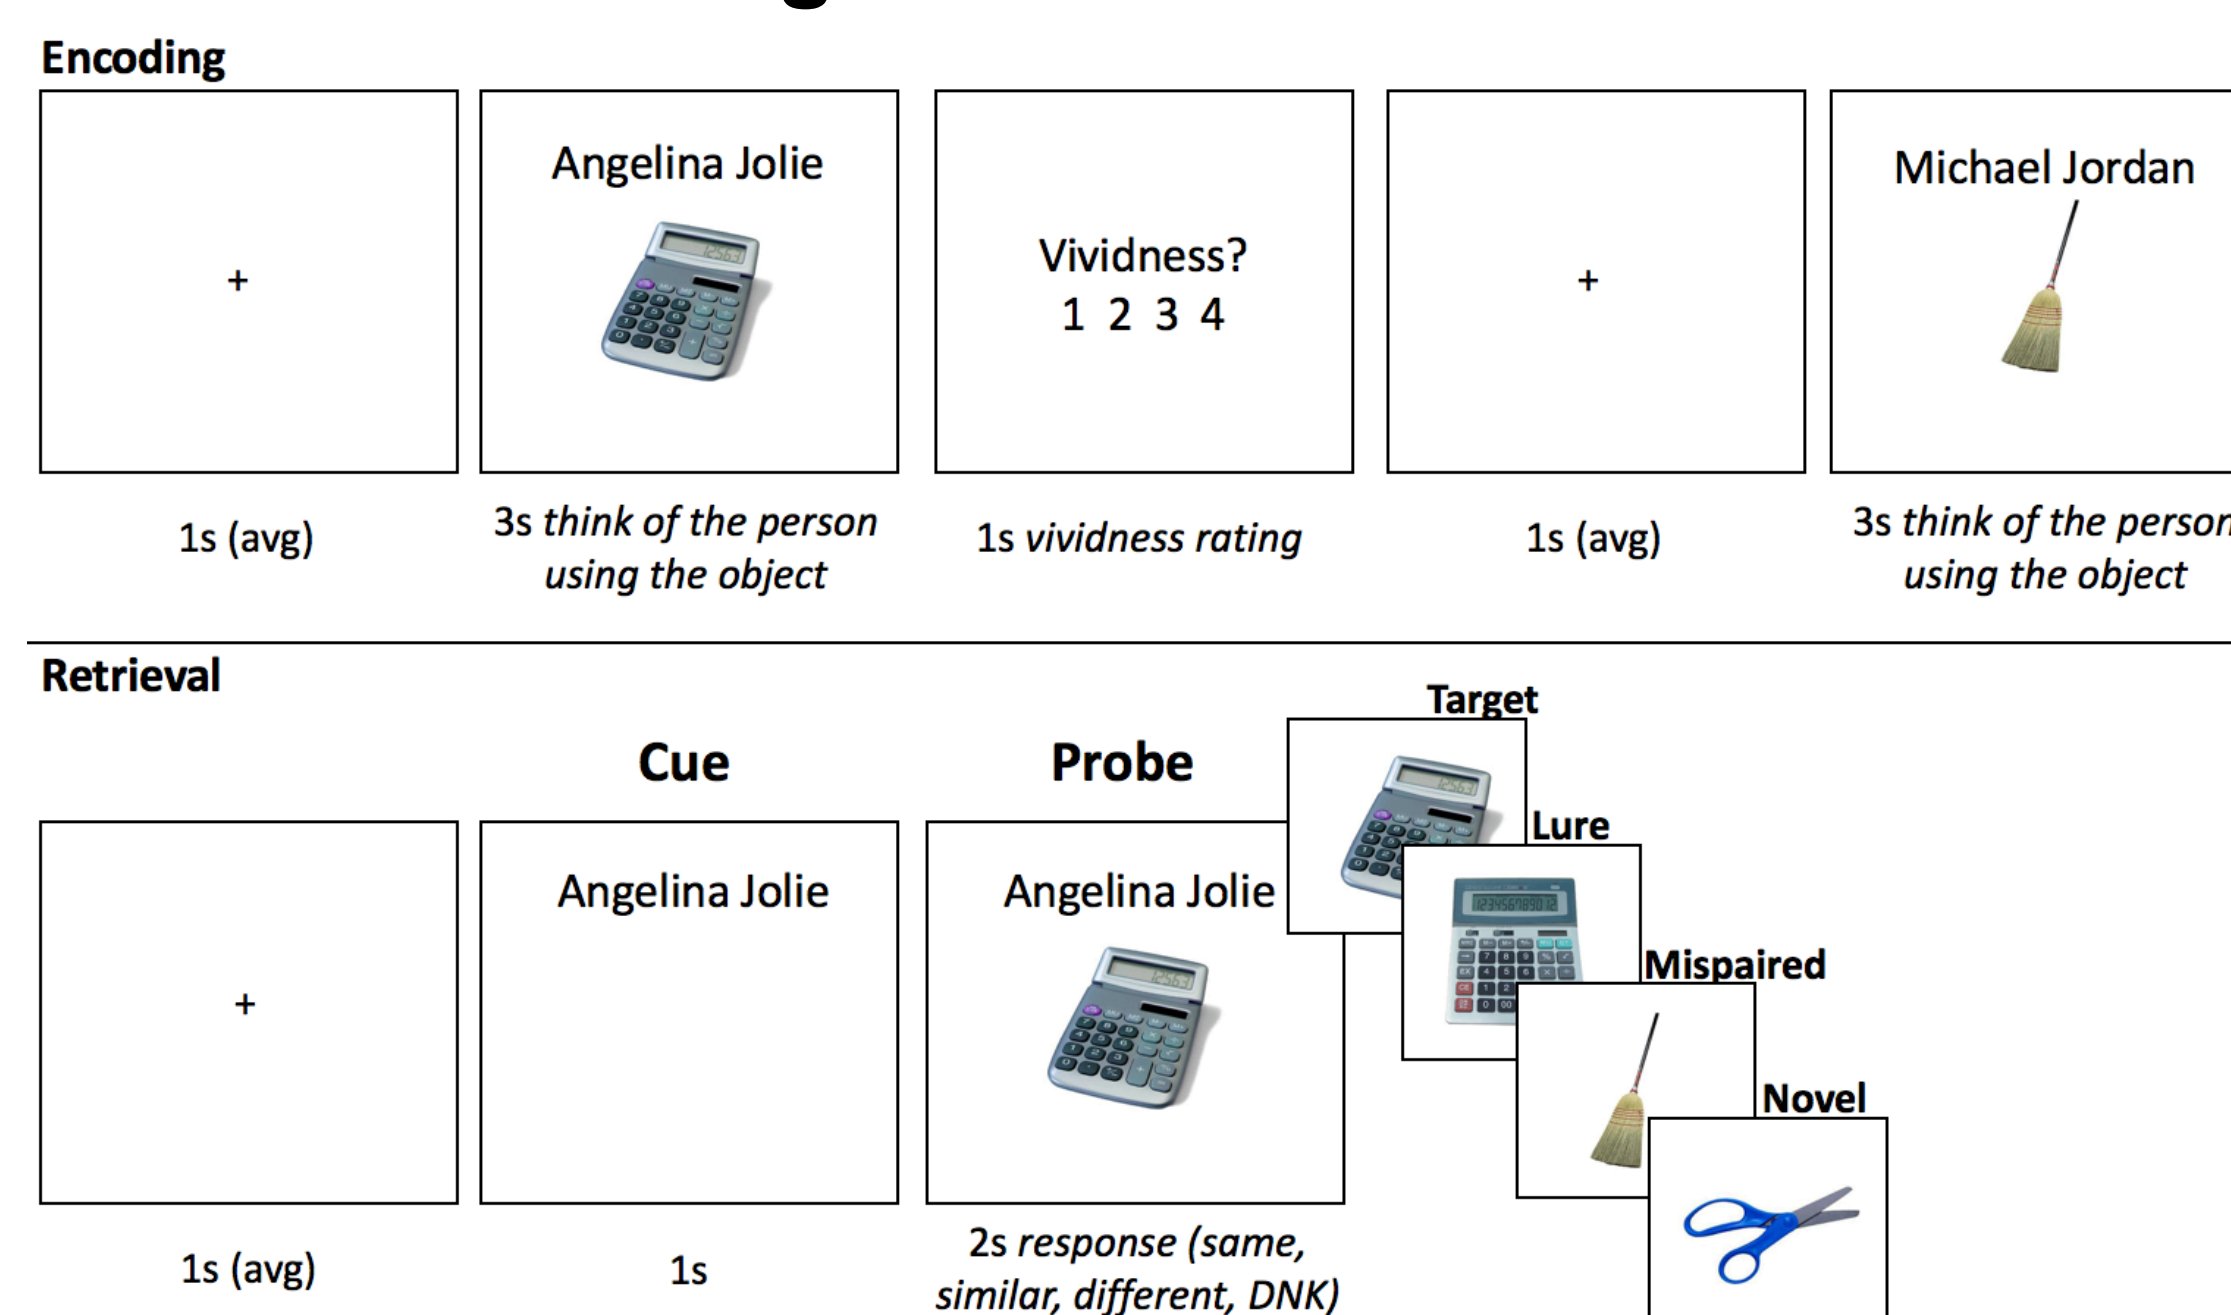 Encoding
+
Angelina Jolie
Vividness?
1 2 3 4
+
Michael Jordan
1s (avg)
3s think of the person
using the object
1s vividness rating
1s (avg)
3s think of the person
using the object
Retrieval
Cue
Probe
Target
Lure
Mispaired
Novel
+
Angelina Jolie
Angelina Jolie
1s (avg)
1s
2s response (same,
similar, different, DNK)